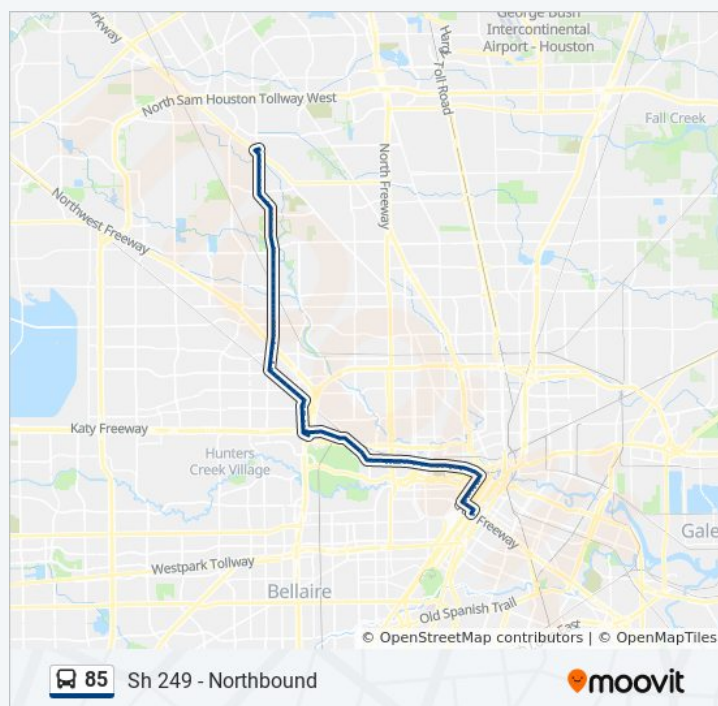 George Bush
Intercontinental
Airport - Houston
Parkway
Hardy
Toll Road
North Sam Houston Tollway West
Fall Creek
North Freeway
Northwest Freeway
Katy Freeway
Hunters
Creek Village
Freeway
Gale
Westpark Tollway
Bellaire
Old Spanish Trail
East
© OpenStreetMap contributors | © OpenMapTiles
85 Sh 249 - Northbound
moovit